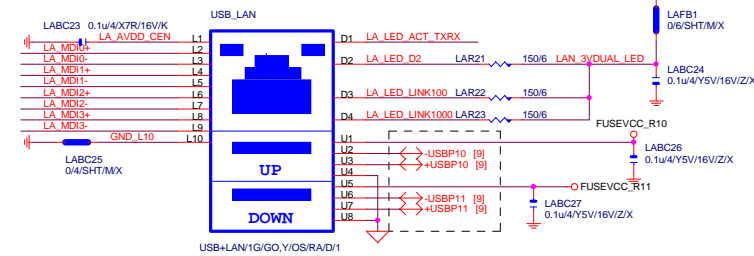 USB_LAN
LABC23 0.1u/4/X7R/16V/K
LA_AVDD_CEN L1
LA_MDI0+ L2
LA_MDI0- L3
LA_MDI1+ L4
LA_MDI1- L5
LA_MDI2+ L6
LA_MDI2- L7
LA_MDI3+ L8
LA_MDI3- L9
GND_L10 L10
LABC25
0/4/SHT/M/X
UP
DOWN
USB+LAN/1G/GO,Y/OS/RA/D/1
D1 LA_LED_ACT_TXRX
D2 LA_LED_D2 LAR21 150/6 LAN_3VDUAL_LED
D3 LA_LED_LINK100 LAR22 150/6
D4 LA_LED_LINK1000 LAR23 150/6
LAFB1
0/6/SHT/M/X
LABC24
0.1u/4/Y5V/16V/Z/X
FUSEVCC_R10
U1
U2 -USBP10 [9]
U3 +USBP10 [9]
U4
U5 FUSEVCC_R11
U6 -USBP11 [9]
U7 +USBP11 [9]
U8
LABC26
0.1u/4/Y5V/16V/Z/X
LABC27
0.1u/4/Y5V/16V/Z/X